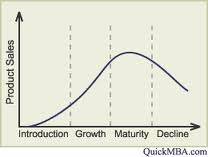 Product Sales
Introduction Growth Maturity Decline
QuickMBA.com